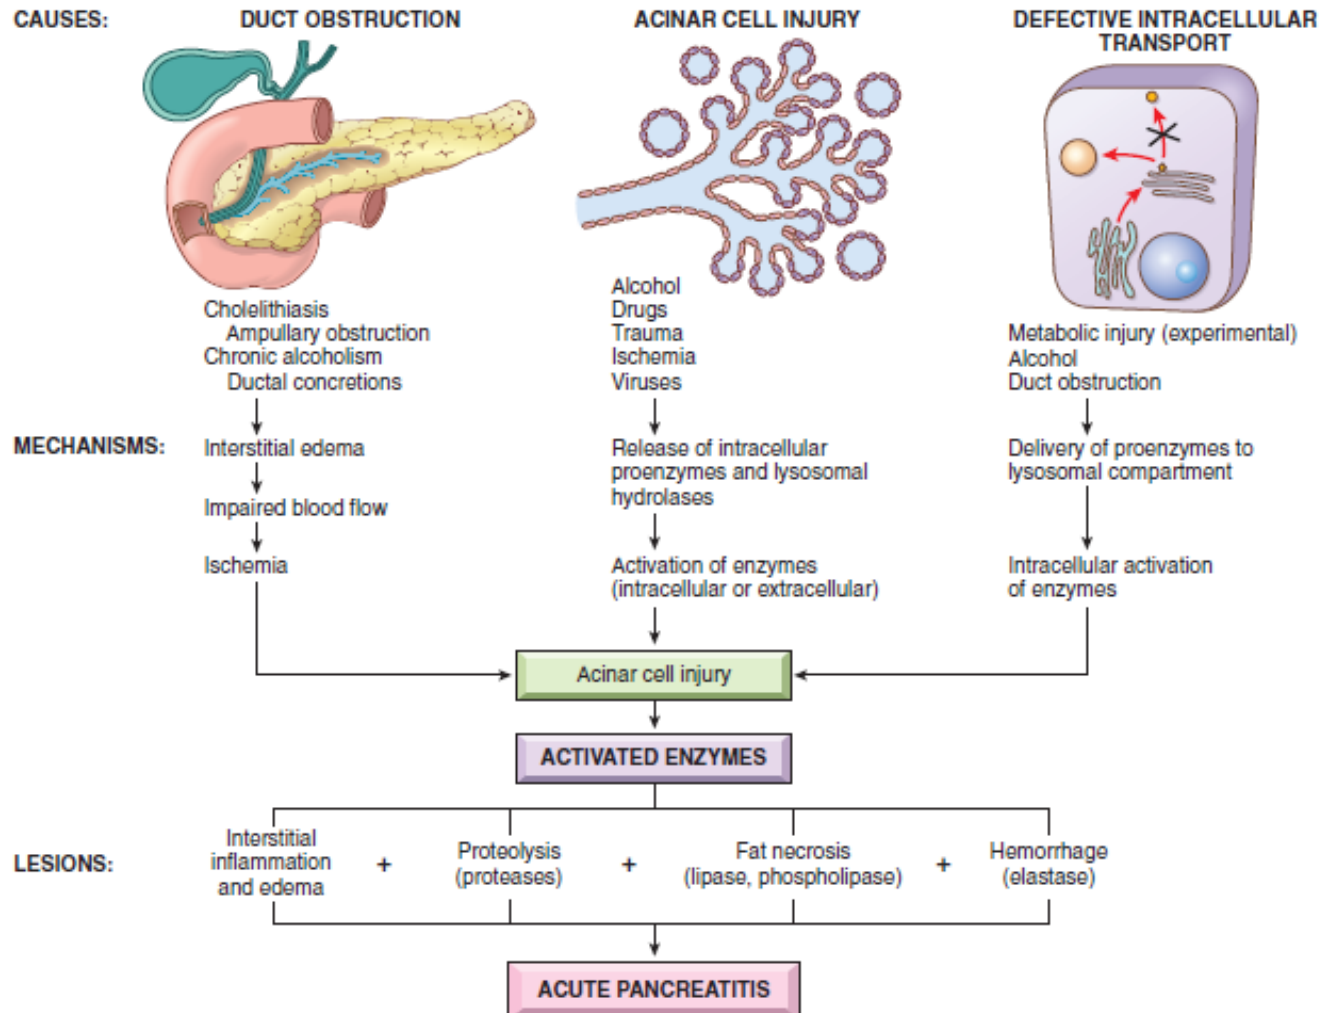 CAUSES:
DUCT OBSTRUCTION
ACINAR CELL INJURY
DEFECTIVE INTRACELLULAR
TRANSPORT
Cholelithiasis
Ampullary obstruction
Chronic alcoholism
Ductal concretions
Alcohol
Drugs
Trauma
Ischemia
Viruses
Metabolic injury (experimental)
Alcohol
Duct obstruction
MECHANISMS:
Interstitial edema
Impaired blood flow
Ischemia
Release of intracellular
proenzymes and lysosomal
hydrolases
Activation of enzymes
(intracellular or extracellular)
Delivery of proenzymes to
lysosomal compartment
Intracellular activation
of enzymes
Acinar cell injury
ACTIVATED ENZYMES
LESIONS:
Interstitial
inflammation
and edema
+
Proteolysis
(proteases)
+
Fat necrosis
(lipase, phospholipase)
+
Hemorrhage
(elastase)
ACUTE PANCREATITIS